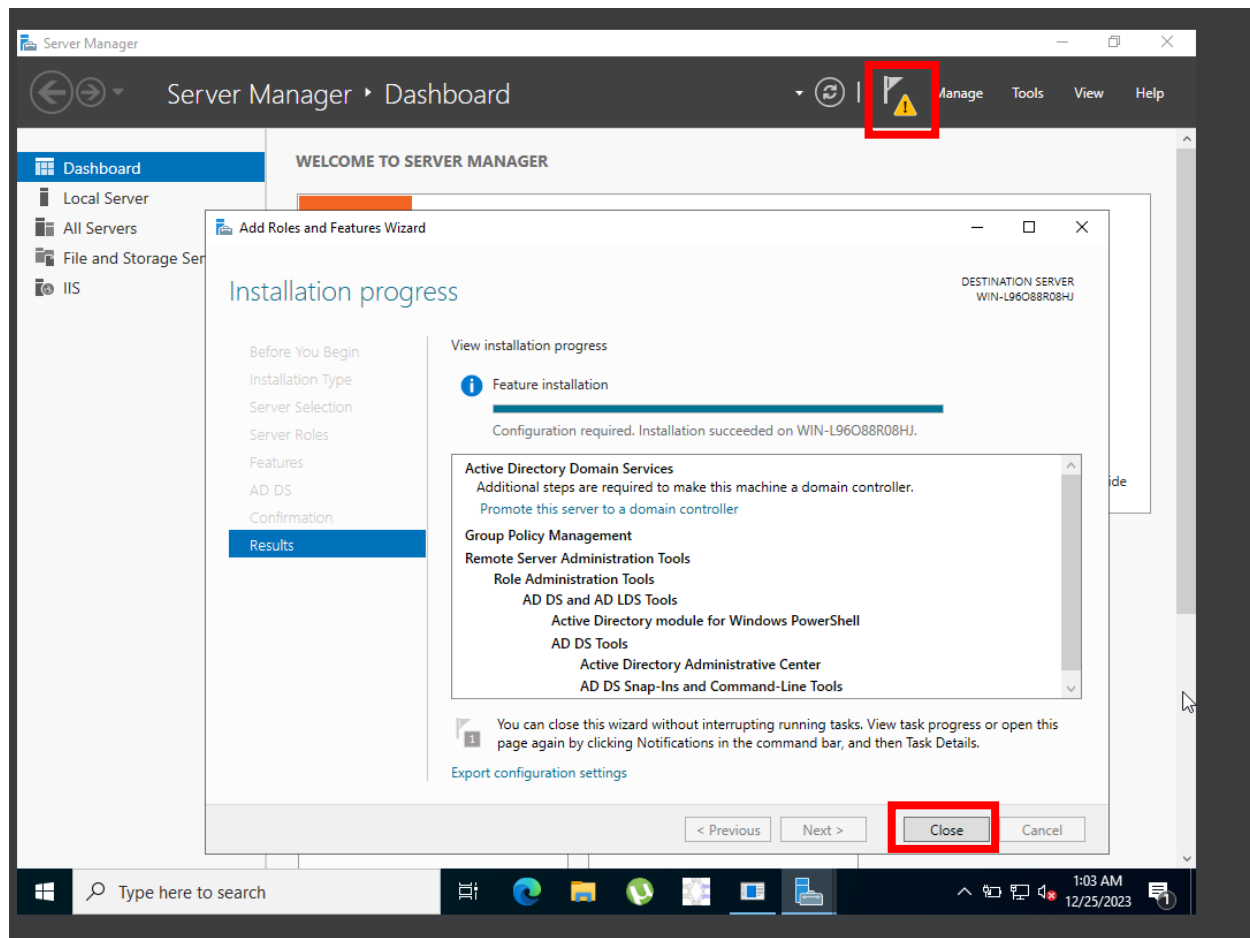 Server Manager
Server Manager • Dashboard
Manage Tools View Help
Dashboard
Local Server
All Servers
File and Storage Ser
IIS
WELCOME TO SERVER MANAGER
Add Roles and Features Wizard
Installation progress
DESTINATION SERVER
WIN-L96O88R08HJ
Before You Begin
Installation Type
Server Selection
Server Roles
Features
AD DS
Confirmation
Results
View installation progress
Feature installation
Configuration required. Installation succeeded on WIN-L96O88R08HJ.
Active Directory Domain Services
Additional steps are required to make this machine a domain controller.
Promote this server to a domain controller
Group Policy Management
Remote Server Administration Tools
Role Administration Tools
AD DS and AD LDS Tools
Active Directory module for Windows PowerShell
AD DS Tools
Active Directory Administrative Center
AD DS Snap-Ins and Command-Line Tools
ide
1
You can close this wizard without interrupting running tasks. View task progress or open this
page again by clicking Notifications in the command bar, and then Task Details.
Export configuration settings
< Previous Next > Close Cancel
Type here to search
1:03 AM
12/25/2023
1